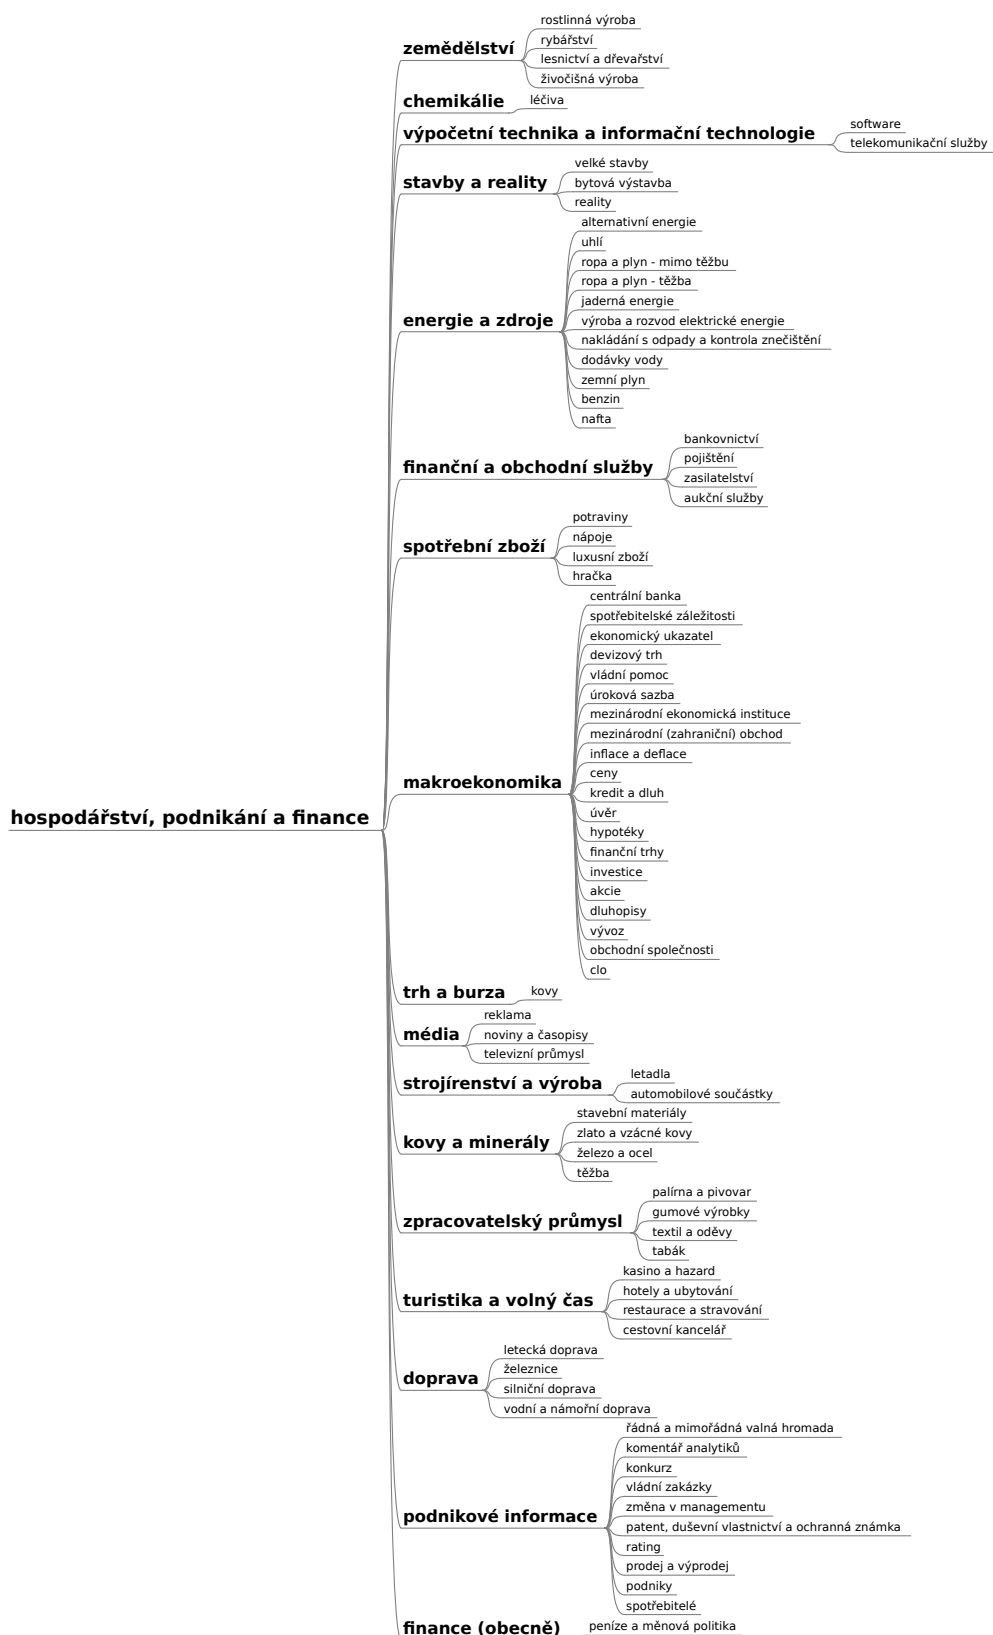 hospodářství, podnikání a finance
zemědělství
rostlinná výroba
rybářství
lesnictví a dřevařství
živočišná výroba
chemikálie
léčiva
výpočetní technika a informační technologie
software
telekomunikační služby
stavby a reality
velké stavby
bytová výstavba
reality
energie a zdroje
alternativní energie
uhlí
ropa a plyn - mimo těžbu
ropa a plyn - těžba
jaderná energie
výroba a rozvod elektrické energie
nakládání s odpady a kontrola znečištění
dodávky vody
zemní plyn
benzin
nafta
finanční a obchodní služby
bankovnictví
pojištění
zasilatelství
aukční služby
spotřební zboží
potraviny
nápoje
luxusní zboží
hračka
makroekonomika
centrální banka
spotřebitelské záležitosti
ekonomický ukazatel
devizový trh
vládní pomoc
úroková sazba
mezinárodní ekonomická instituce
mezinárodní (zahraniční) obchod
inflace a deflace
ceny
kredit a dluh
úvěr
hypotéky
finanční trhy
investice
akcie
dluhopisy
vývoz
obchodní společnosti
clo
trh a burza
kovy
média
reklama
noviny a časopisy
televizní průmysl
strojírenství a výroba
letadla
automobilové součástky
kovy a minerály
stavební materiály
zlato a vzácné kovy
železo a ocel
těžba
zpracovatelský průmysl
palírna a pivovar
gumové výrobky
textil a oděvy
tabák
turistika a volný čas
kasino a hazard
hotely a ubytování
restaurace a stravování
cestovní kancelář
doprava
letecká doprava
železnice
silniční doprava
vodní a námořní doprava
podnikové informace
řádná a mimořádná valná hromada
komentář analytiků
konkurz
vládní zakázky
změna v managementu
patent, duševní vlastnictví a ochranná známka
rating
prodej a výprodej
podniky
spotřebitelé
finance (obecně)
peníze a měnová politika